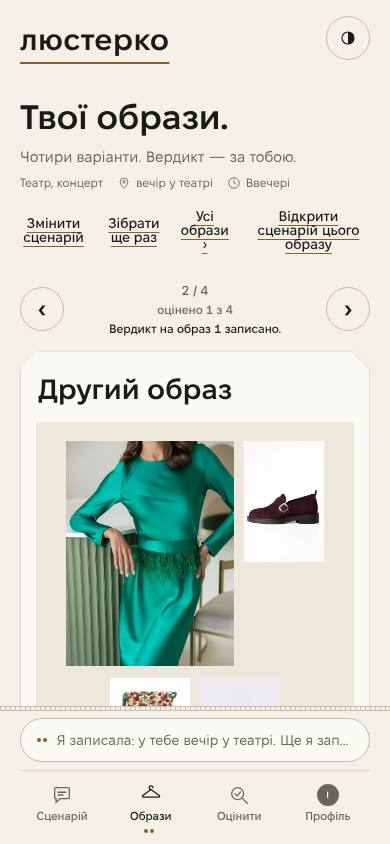 люстерко
Твої образи.
Чотири варіанти. Вердикт — за тобою.
Театр, концерт вечір у театрі Ввечері
Змінити
сценарій
Зібрати
ще раз
Усі
образи
›
Відкрити
сценарій цього
образу
‹
2 / 4
оцінено 1 з 4
Вердикт на образ 1 записано.
›
Другий образ
Я записала: у тебе вечір у театрі. Ще я зап...
Сценарій
Образи
Оцінити
І
Профіль